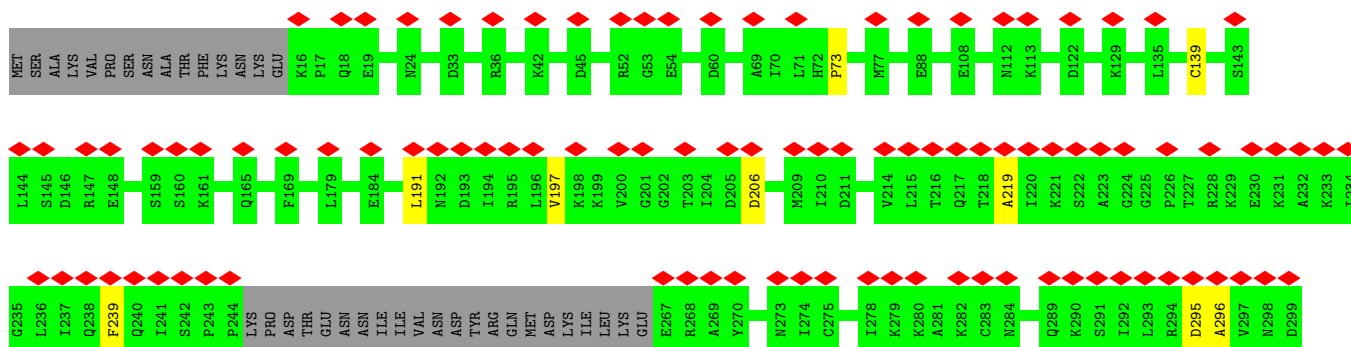 MET SER ALA LYS VAL PRO SER ASN ALA THR PHE LYS ASN LYS GLU K16 P17 Q18 E19 N24 D33 R36 K42 D45 R52 G53 E54 D60 A69 I70 L71 H72 P73 M77 E88 E108 N112 K113 D122 K129 L135 C139 S143
L144 S145 D146 R147 E148 S159 S160 K161 Q165 F169 L179 E184 L191 N192 D193 I194 R195 L196 V197 K198 K199 V200 G201 G202 T203 I204 D205 D206 M209 I210 D211 V214 L215 T216 Q217 T218 A219 I220 K221 S222 A223 G224 G225 P226 T227 R228 K229 E230 K231 A232 K233 I234
G235 L236 I237 Q238 F239 Q240 I241 S242 P243 P244 LYS PRO ASP THR GLU ASN ASN ILE ILE VAL ASN ASP TYR ARG GLN MET ASP LYS ILE LEU LYS GLU E267 R268 A269 Y270 N273 I274 C275 I278 K279 K280 A281 K282 C283 N284 Q289 K290 S291 I292 L293 R294 D295 A296 V297 N298 D299